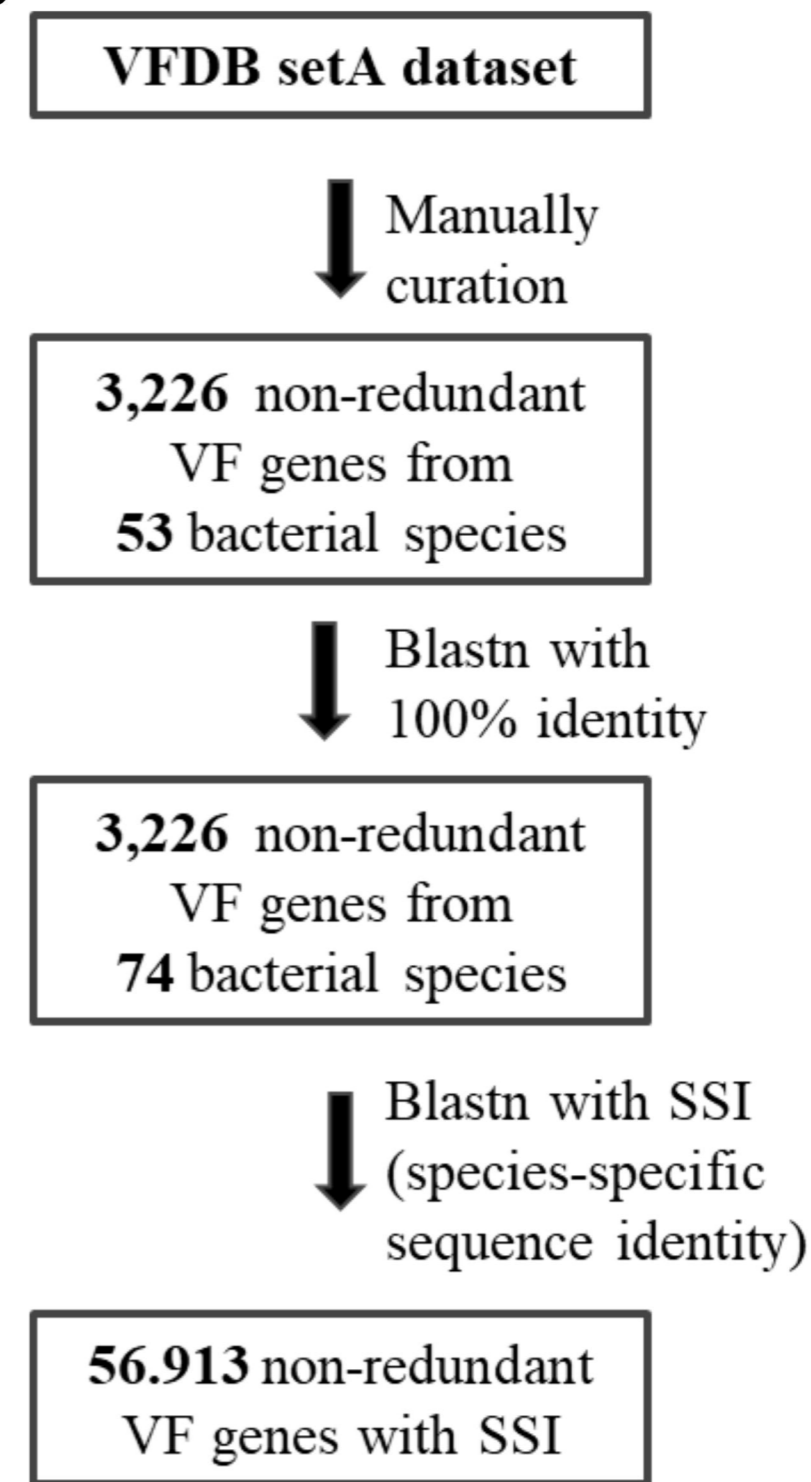 VFDB setA dataset
Manually
curation
3,226 non-redundant
VF genes from
53 bacterial species
Blastn with
100% identity
3,226 non-redundant
VF genes from
74 bacterial species
Blastn with SSI
(species-specific
sequence identity)
56.913 non-redundant
VF genes with SSI